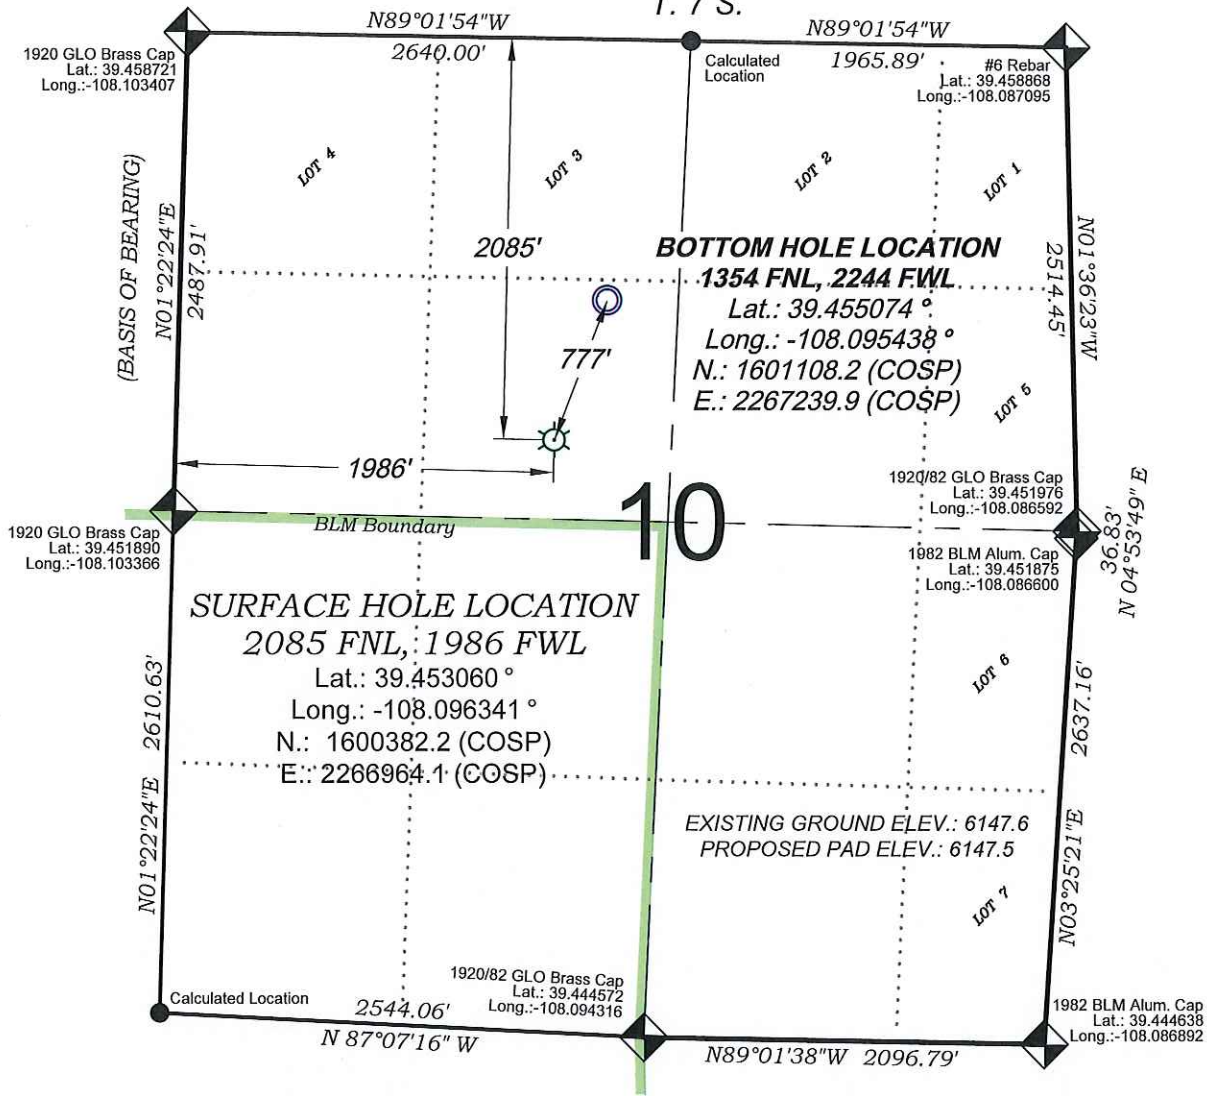 T. 7 S.
N89°01'54"W
2640.00'
N89°01'54"W
1965.89'
1920 GLO Brass Cap
Lat.: 39.458721
Long.:-108.103407
Calculated
Location
#6 Rebar
Lat.: 39.458868
Long.:-108.087095
LOT 4
LOT 3
LOT 2
LOT 1
(BASIS OF BEARING)
N01°22'24"E
2487.91'
2085'
BOTTOM HOLE LOCATION
1354 FNL, 2244 FWL
Lat.: 39.455074 °
Long.: -108.095438 °
N.: 1601108.2 (COSP)
E.: 2267239.9 (COSP)
N01°36'23"W
2514.45'
777'
LOT 5
1986'
1920/82 GLO Brass Cap
Lat.: 39.451976
Long.:-108.086592
10
BLM Boundary
1920 GLO Brass Cap
Lat.: 39.451890
Long.:-108.103366
1982 BLM Alum. Cap
Lat.: 39.451875
Long.:-108.086600
36.83'
N 04°53'49" E
SURFACE HOLE LOCATION
2085 FNL, 1986 FWL
Lat.: 39.453060 °
Long.: -108.096341 °
N.: 1600382.2 (COSP)
E.: 2266964.1 (COSP)
LOT 6
N01°22'24"E 2610.63'
2637.16'
N03°25'21"E
EXISTING GROUND ELEV.: 6147.6
PROPOSED PAD ELEV.: 6147.5
LOT 7
Calculated Location
2544.06'
N 87°07'16" W
1920/82 GLO Brass Cap
Lat.: 39.444572
Long.:-108.094316
N89°01'38"W 2096.79'
1982 BLM Alum. Cap
Lat.: 39.444638
Long.:-108.086892